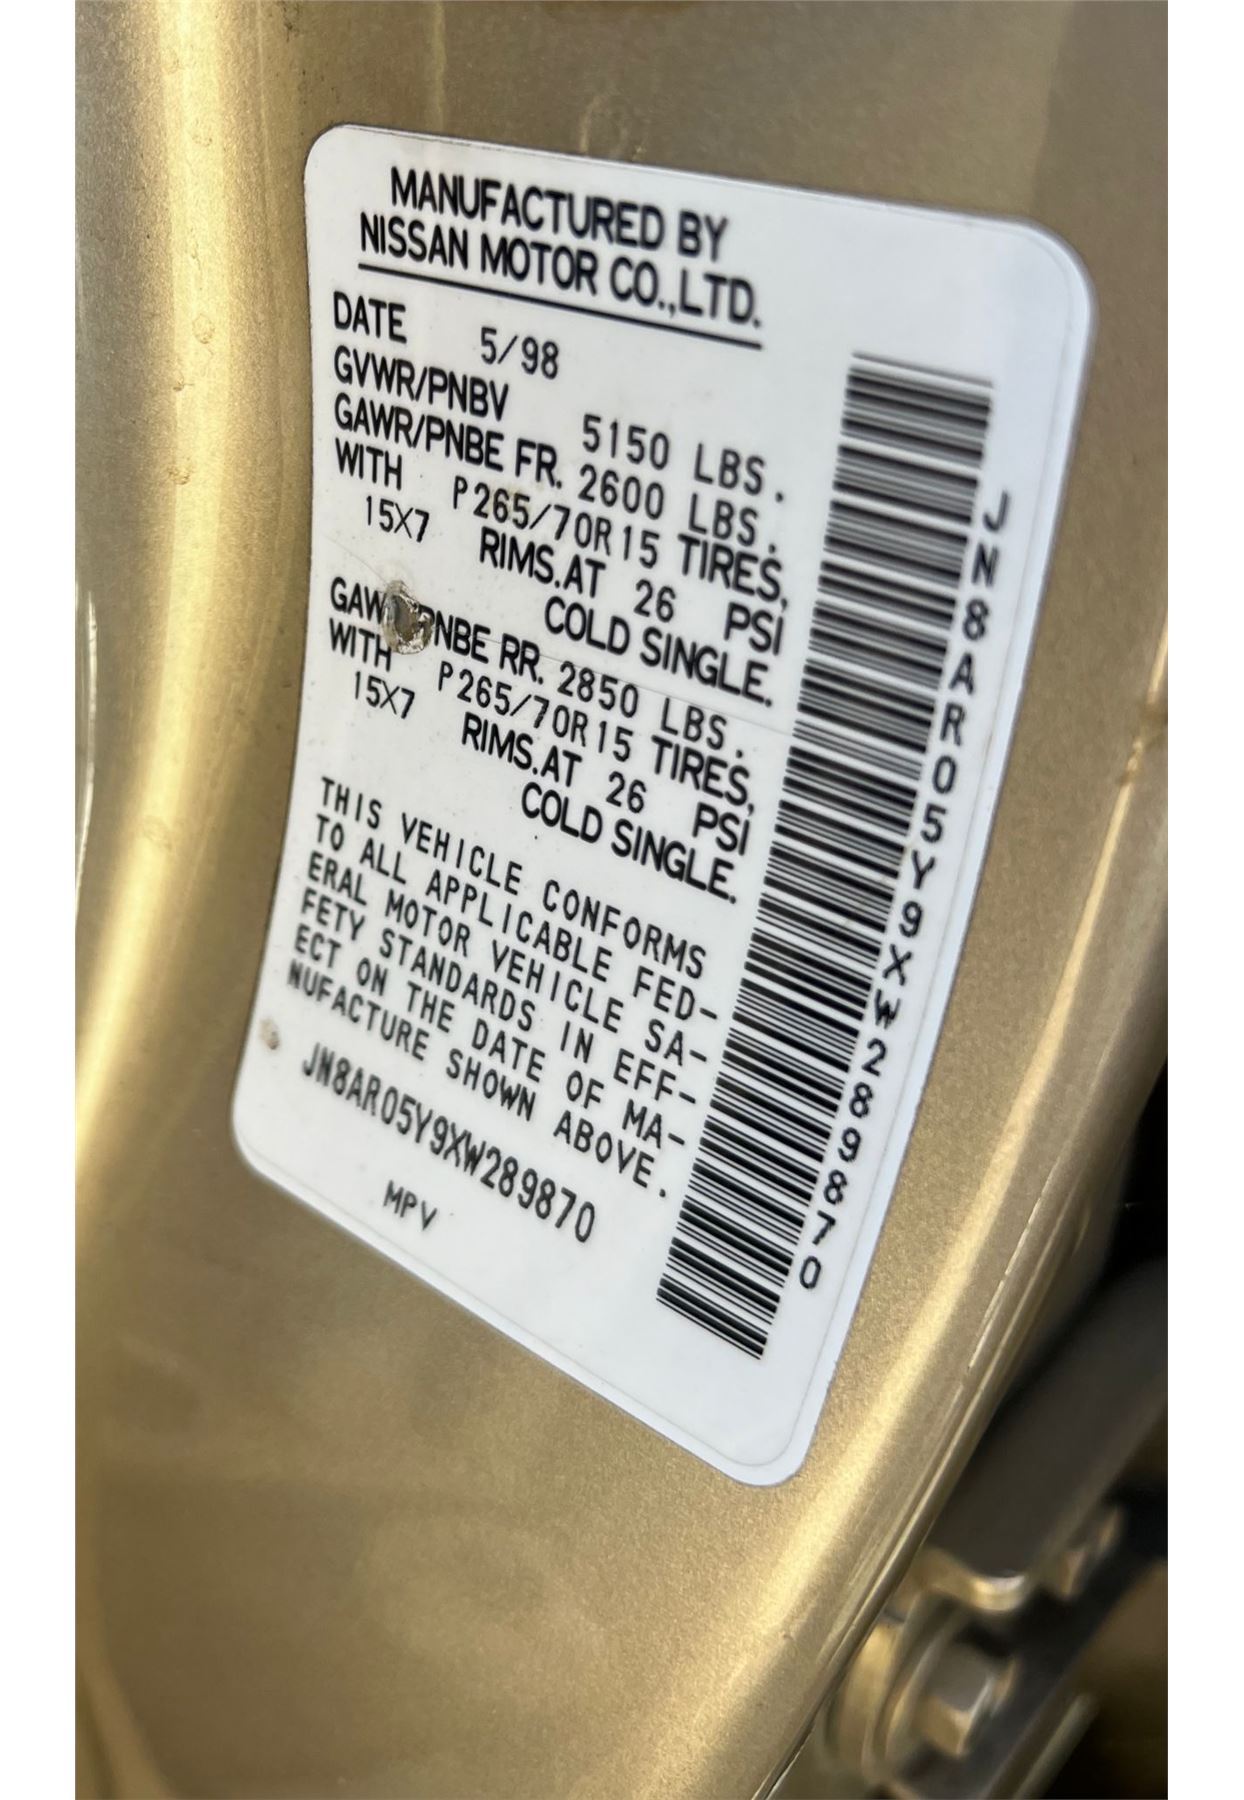 MANUFACTURED BY
NISSAN MOTOR CO.,LTD.
DATE 5/98
GVWR/PNBV 5150 LBS.
GAWR/PNBE FR. 2600 LBS.
WITH P265/70R15 TIRES,
15X7 RIMS.AT 26 PSI
COLD SINGLE.
GAW PNBE RR. 2850 LBS.
WITH P265/70R15 TIRES,
15X7 RIMS.AT 26 PSI
COLD SINGLE.
THIS VEHICLE CONFORMS
TO ALL APPLICABLE FED-
ERAL MOTOR VEHICLE SA-
FETY STANDARDS IN EFF-
ECT ON THE DATE OF MA-
NUFACTURE SHOWN ABOVE.
JN8AR05Y9XW289870
MPV
JN8AR05Y9XW289870